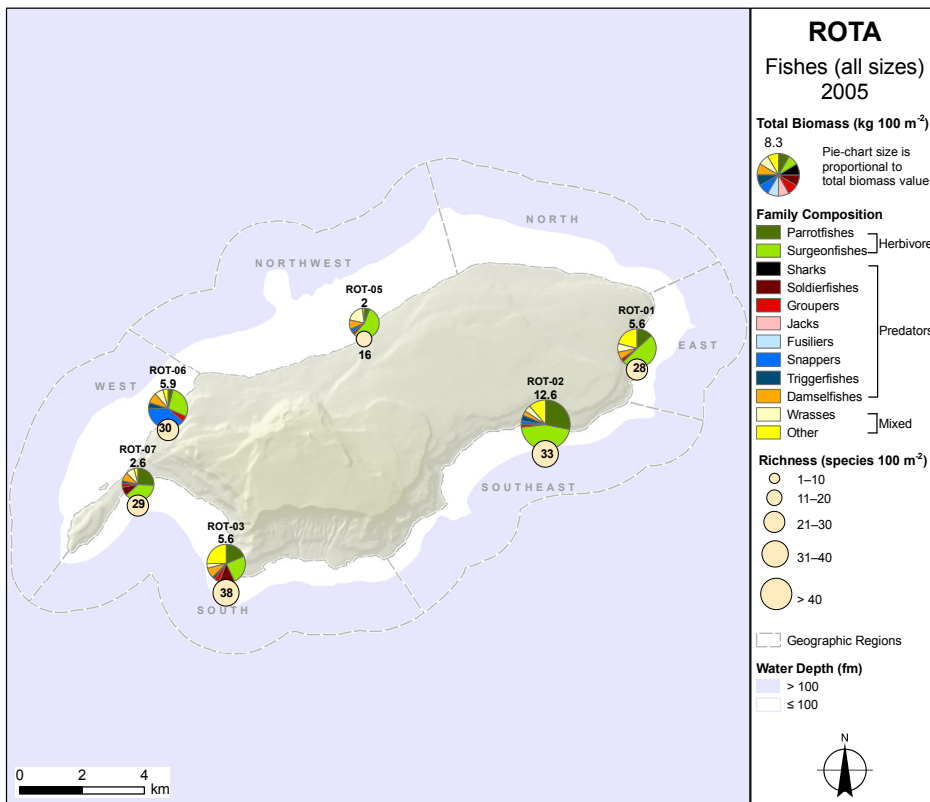 ROTA
Fishes (all sizes)
2005
Total Biomass (kg 100 m⁻²)
8.3
Pie-chart size is
proportional to
total biomass value
Family Composition
Parrotfishes
Surgeonfishes
Herbivore
Sharks
Soldierfishes
Groupers
Jacks
Fusiliers
Snappers
Triggerfishes
Damselfishes
Predators
Wrasses
Other
Mixed
Richness (species 100 m⁻²)
1–10
11–20
21–30
31–40
> 40
Geographic Regions
Water Depth (fm)
> 100
≤ 100
N
NORTH
NORTHWEST
ROT-05
2
16
ROT-01
5.6
28
EAST
WEST
ROT-06
5.9
30
ROT-02
12.6
33
SOUTHEAST
ROT-07
2.6
29
ROT-03
5.6
38
SOUTH
0 2 4
km